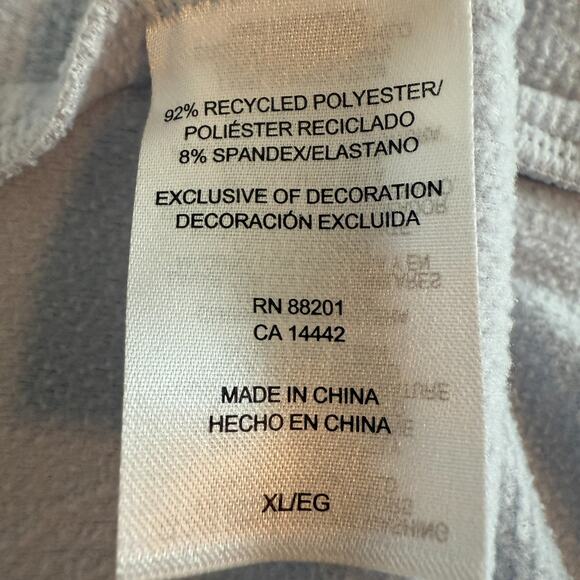 92% RECYCLED POLYESTER/
POLIÉSTER RECICLADO
8% SPANDEX/ELASTANO
EXCLUSIVE OF DECORATION
DECORACIÓN EXCLUIDA
RN 88201
CA 14442
MADE IN CHINA
HECHO EN CHINA
XL/EG